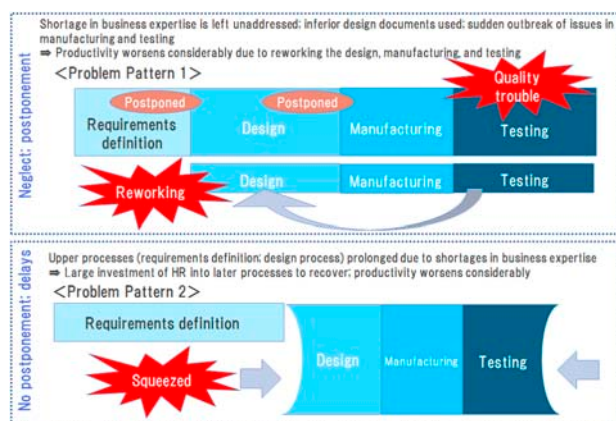 Neglect; postponement
Shortage in business expertise is left unaddressed; inferior design documents used; sudden outbreak of issues in
manufacturing and testing
⇒ Productivity worsens considerably due to reworking the design, manufacturing, and testing
<Problem Pattern 1>
Quality
trouble
Postponed
Postponed
Requirements
definition
Design
Manufacturing
Testing
Reworking
Design
Manufacturing
Testing
No postponement; delays
Upper processes (requirements definition; design process) prolonged due to shortages in business expertise
⇒ Large investment of HR into later processes to recover; productivity worsens considerably
<Problem Pattern 2>
Requirements definition
Squeezed
Design
Manufacturing
Testing